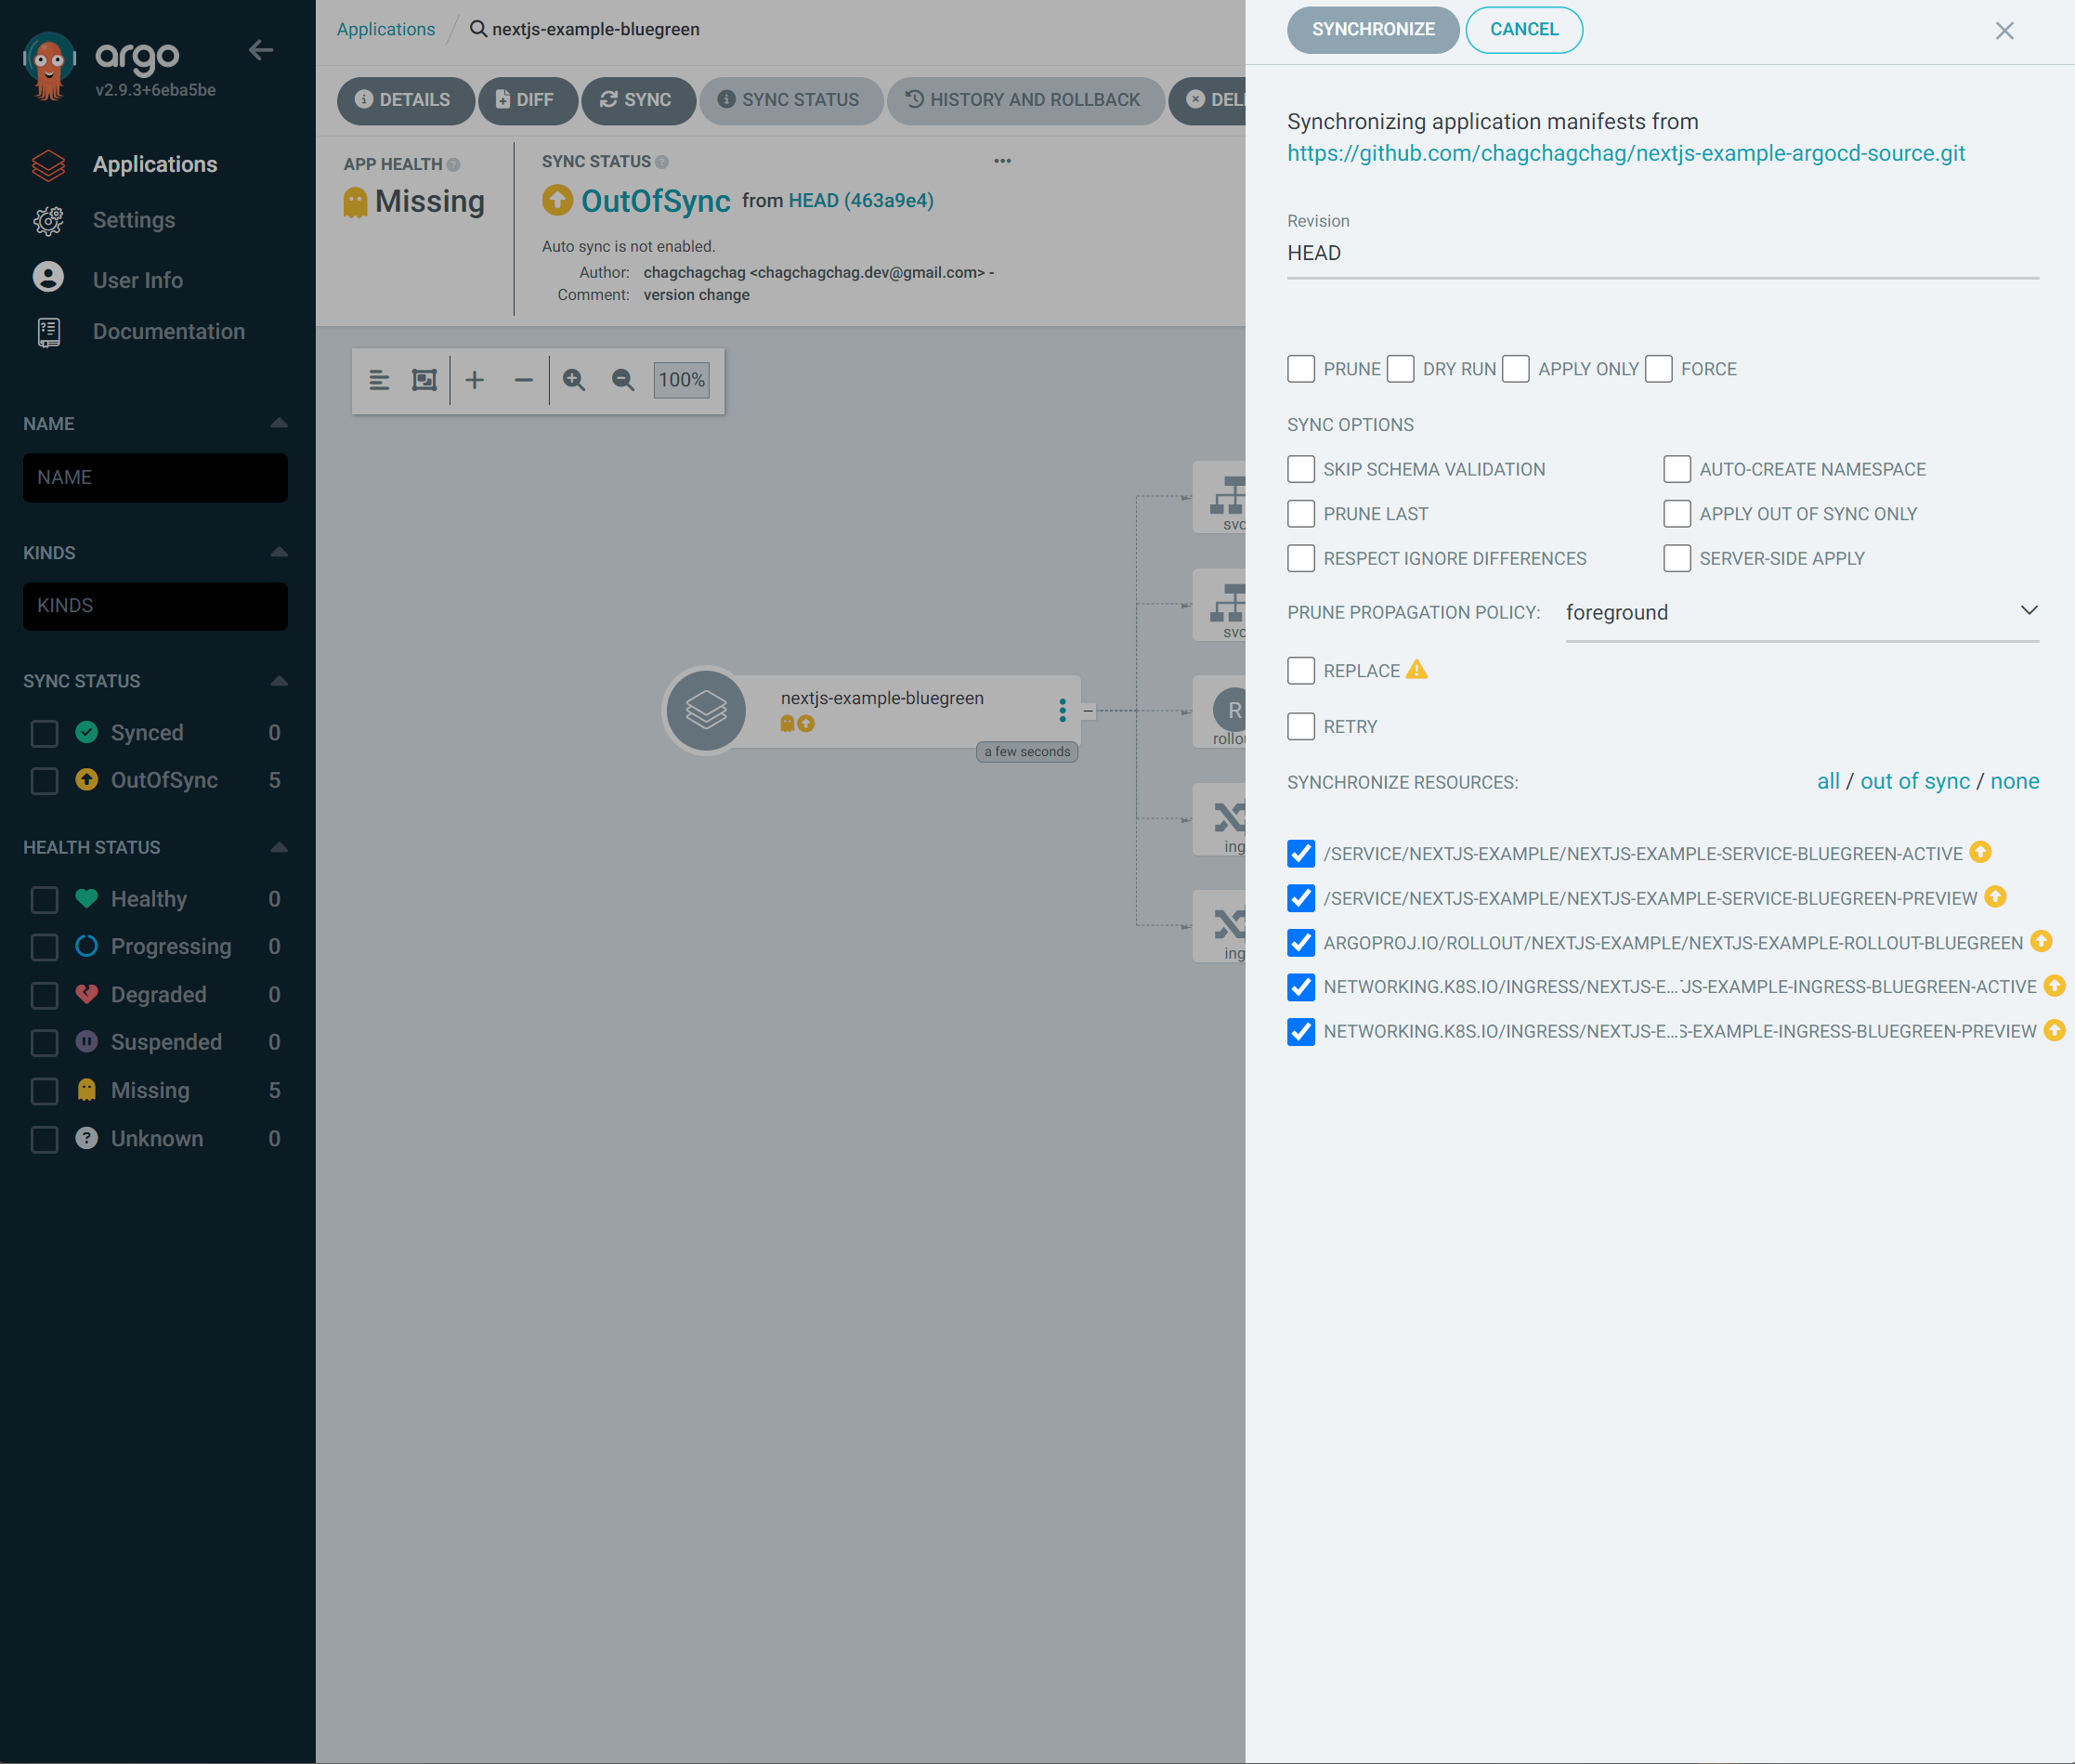 argo
v2.9.3+6eba5be
Applications
Settings
User Info
Documentation
NAME
NAME
KINDS
KINDS
SYNC STATUS
Synced 0
OutOfSync 5
HEALTH STATUS
Healthy 0
Progressing 0
Degraded 0
Suspended 0
Missing 5
Unknown 0
Applications / nextjs-example-bluegreen
DETAILS DIFF SYNC SYNC STATUS HISTORY AND ROLLBACK
APP HEALTH
Missing
SYNC STATUS
OutOfSync from HEAD (463a9e4)
Auto sync is not enabled.
Author: chagchagchag <chagchagchag.dev@gmail.com> -
Comment: version change
100%
nextjs-example-bluegreen
a few seconds
svc
svc
R
rollou
ing
ing
SYNCHRONIZE CANCEL
Synchronizing application manifests from
https://github.com/chagchagchag/nextjs-example-argocd-source.git
Revision
HEAD
PRUNE DRY RUN APPLY ONLY FORCE
SYNC OPTIONS
SKIP SCHEMA VALIDATION AUTO-CREATE NAMESPACE
PRUNE LAST APPLY OUT OF SYNC ONLY
RESPECT IGNORE DIFFERENCES SERVER-SIDE APPLY
PRUNE PROPAGATION POLICY: foreground
REPLACE
RETRY
SYNCHRONIZE RESOURCES: all / out of sync / none
/SERVICE/NEXTJS-EXAMPLE/NEXTJS-EXAMPLE-SERVICE-BLUEGREEN-ACTIVE
/SERVICE/NEXTJS-EXAMPLE/NEXTJS-EXAMPLE-SERVICE-BLUEGREEN-PREVIEW
ARGOPROJ.IO/ROLLOUT/NEXTJS-EXAMPLE/NEXTJS-EXAMPLE-ROLLOUT-BLUEGREEN
NETWORKING.K8S.IO/INGRESS/NEXTJS-E...JS-EXAMPLE-INGRESS-BLUEGREEN-ACTIVE
NETWORKING.K8S.IO/INGRESS/NEXTJS-E...S-EXAMPLE-INGRESS-BLUEGREEN-PREVIEW